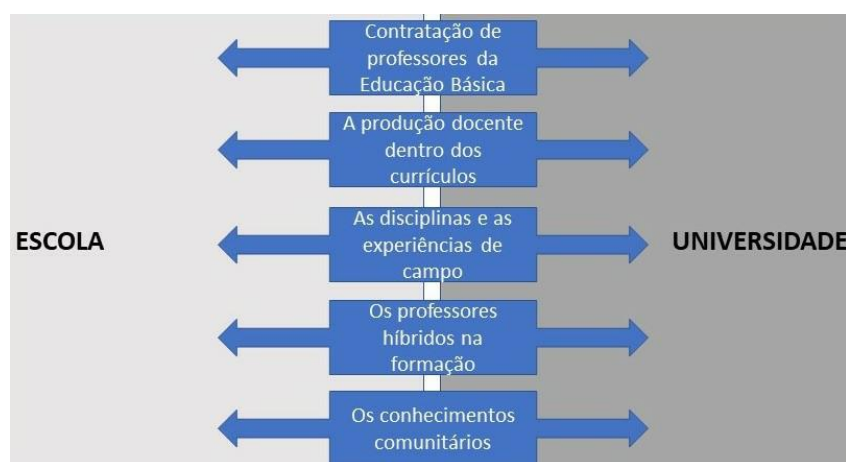 Contratação de
professores da
Educação Básica
A produção docente
dentro dos
currículos
ESCOLA
As disciplinas e as
experiências de
campo
UNIVERSIDADE
Os professores
híbridos na
formação
Os conhecimentos
comunitários